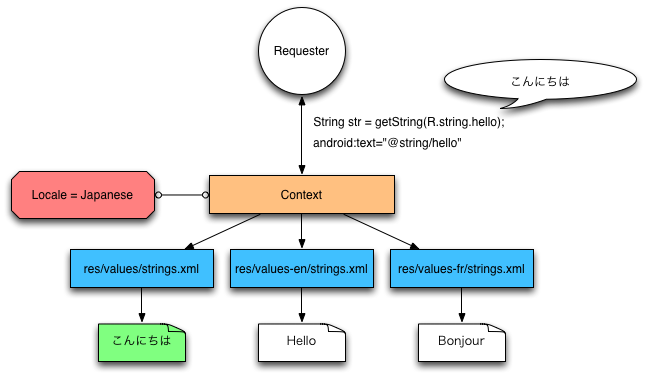 Requester
こんにちは
String str = getString(R.string.hello);
android:text="@string/hello"
Locale = Japanese
Context
res/values/strings.xml
res/values-en/strings.xml
res/values-fr/strings.xml
こんにちは
Hello
Bonjour